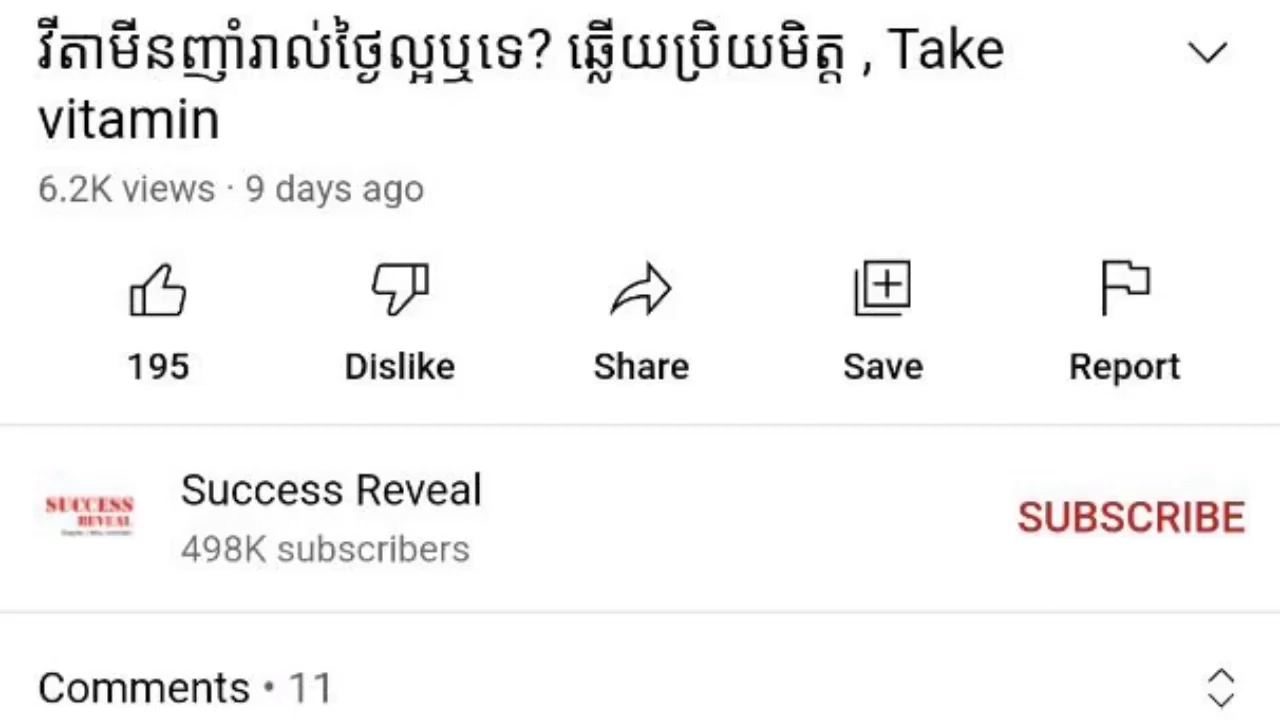 វីតាមីនញ៉ាំរាល់ថ្ងៃល្អឬទេ? ឆ្លើយប្រិយមិត្ត , Take
vitamin
6.2K views · 9 days ago
195 Dislike Share Save Report
SUCCESS
REVEAL
Success Reveal
498K subscribers
SUBSCRIBE
Comments • 11